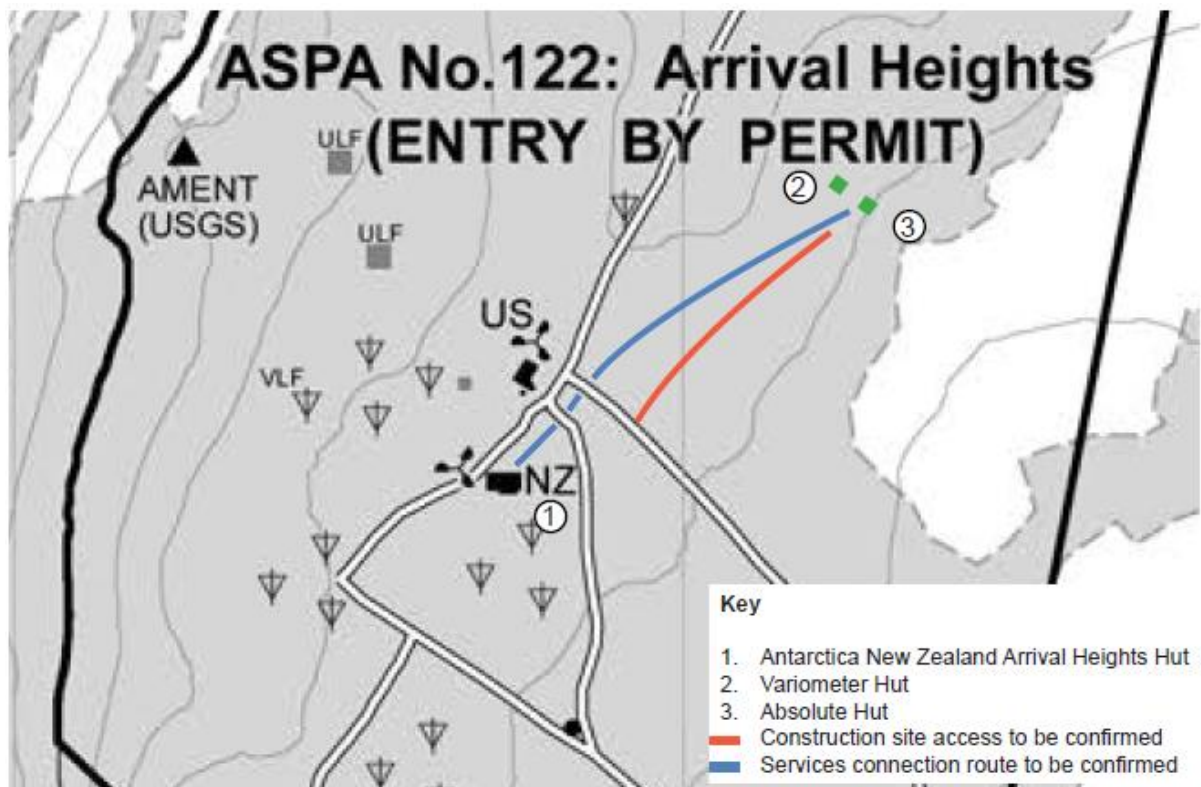 ASPA No.122: Arrival Heights
(ENTRY BY PERMIT)
ULF
AMENT
(USGS)
ULF
2
3
US
VLF
NZ
1
Key
1. Antarctica New Zealand Arrival Heights Hut
2. Variometer Hut
3. Absolute Hut
Construction site access to be confirmed
Services connection route to be confirmed